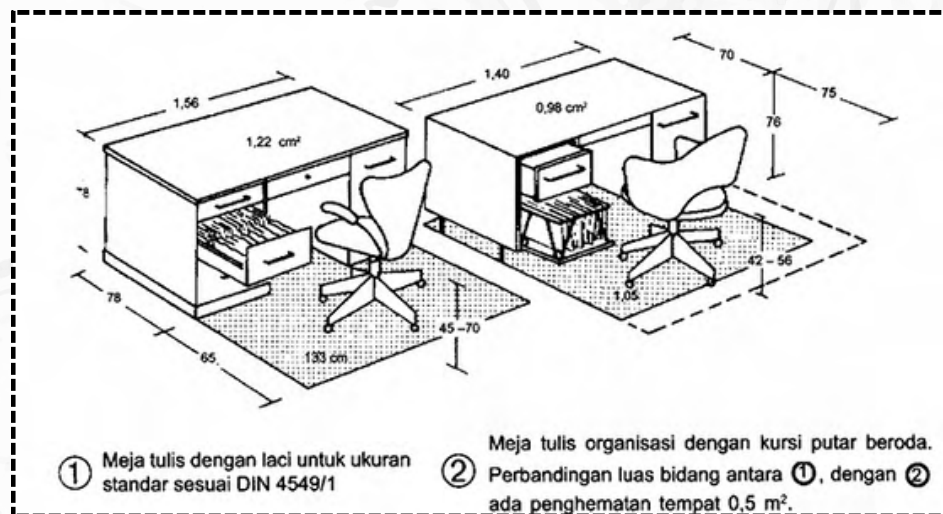 1,56
1,22 cm²
78
65
133 cm
45 –70
1,40
0,98 cm²
70
75
76
42 – 56
1,05
① Meja tulis dengan laci untuk ukuran
standar sesuai DIN 4549/1
② Meja tulis organisasi dengan kursi putar beroda.
Perbandingan luas bidang antara ①, dengan ②
ada penghematan tempat 0,5 m².